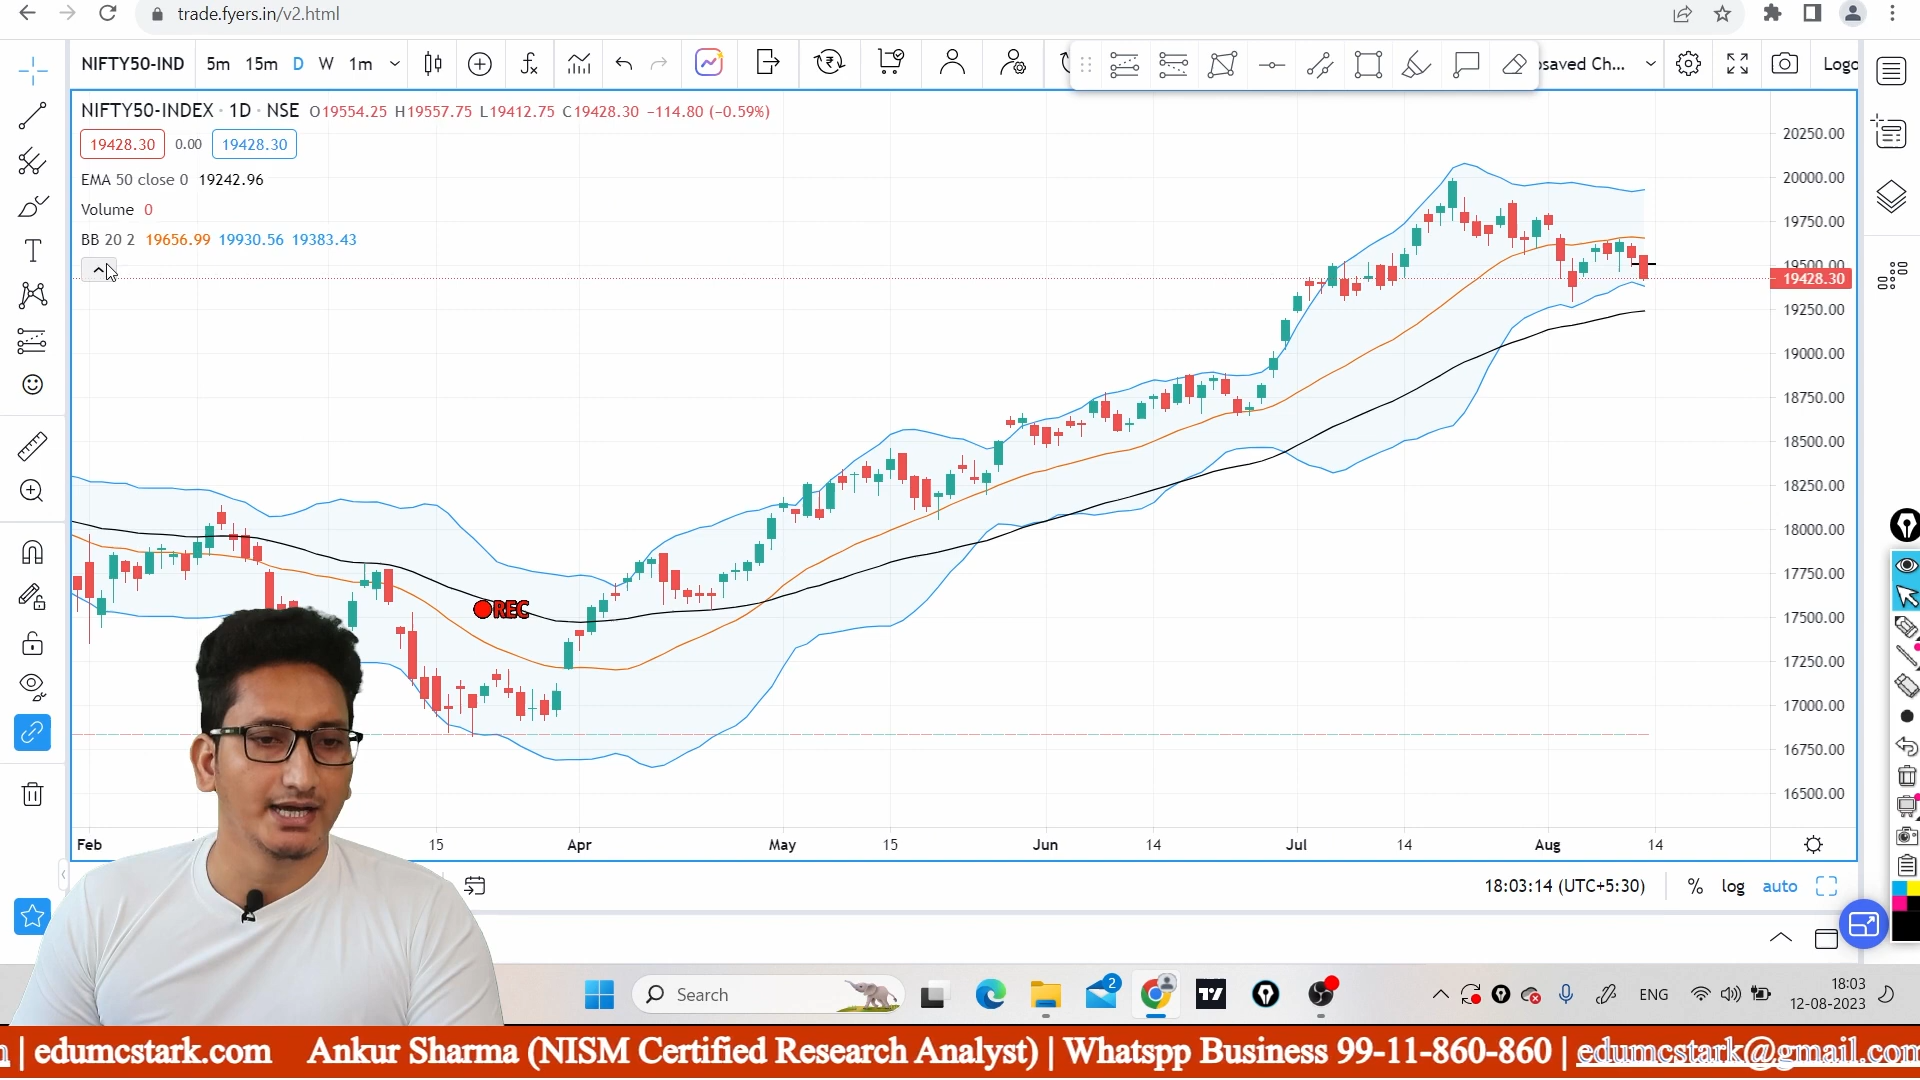 trade.fyers.in/v2.html
NIFTY50-IND 5m 15m D W 1m saved Ch... Logo
NIFTY50-INDEX · 1D · NSE O19554.25 H19557.75 L19412.75 C19428.30 −114.80 (−0.59%)
19428.30 0.00 19428.30
EMA 50 close 0 19242.96
Volume 0
BB 20 2 19656.99 19930.56 19383.43
20250.00
20000.00
19750.00
19500.00
19428.30
19250.00
19000.00
18750.00
18500.00
18250.00
18000.00
17750.00
17500.00
17250.00
17000.00
16750.00
16500.00
REC
Feb 15 Apr May 15 Jun 14 Jul 14 Aug 14
18:03:14 (UTC+5:30) % log auto
Search 2 ENG 18:03
12-08-2023
| edumcstark.com Ankur Sharma (NISM Certified Research Analyst) | Whatspp Business 99-11-860-860 | edumcstark@gmail.com